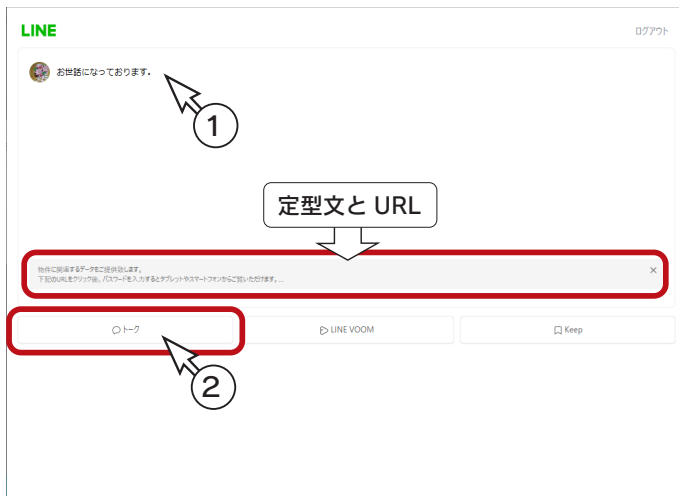 LINE
ログアウト
お世話になっております。
1
定型文と URL
物件に関連するデータをご提供致します。
下記のURLをクリック後、パスワードを入力するとタブレットやスマートフォンからご覧いただけます。...
トーク
LINE VOOM
Keep
2